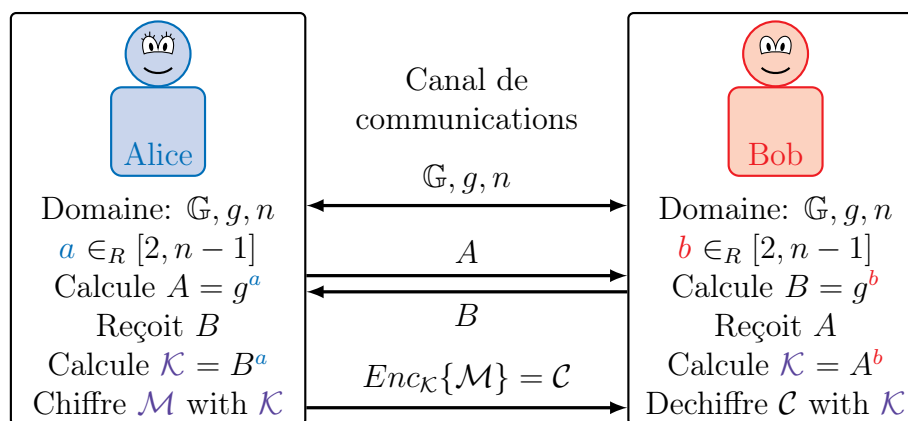 Alice
Domaine: 𝔾, g, n
a ∈_R [2, n − 1]
Calcule A = g^a
Reçoit B
Calcule 𝒦 = B^a
Chiffre ℳ with 𝒦
Canal de
communications
𝔾, g, n
A
B
Enc_𝒦{ℳ} = 𝒞
Bob
Domaine: 𝔾, g, n
b ∈_R [2, n − 1]
Calcule B = g^b
Reçoit A
Calcule 𝒦 = A^b
Dechiffre 𝒞 with 𝒦